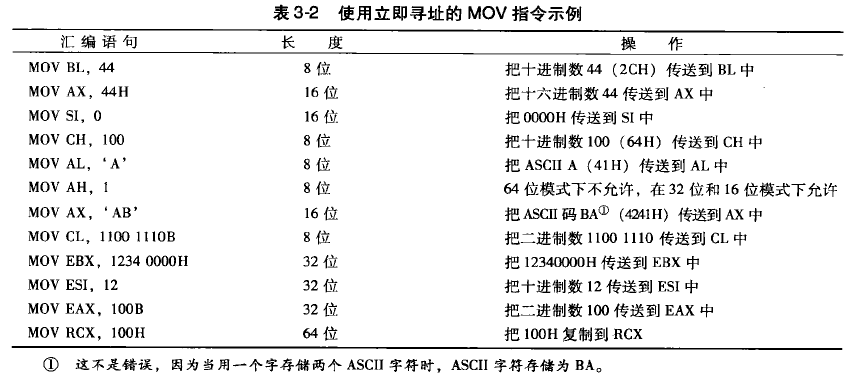 表3-2 使用立即寻址的 MOV 指令示例
汇编语句 长 度 操 作
MOV BL, 44 8 位 把十进制数 44 (2CH) 传送到 BL 中
MOV AX, 44H 16 位 把十六进制数 44 传送到 AX 中
MOV SI, 0 16 位 把 0000H 传送到 SI 中
MOV CH, 100 8 位 把十进制数 100 (64H) 传送到 CH 中
MOV AL, ‘A’ 8 位 把 ASCII A (41H) 传送到 AL 中
MOV AH, 1 8 位 64 位模式下不允许，在 32 位和 16 位模式下允许
MOV AX, ‘AB’ 16 位 把 ASCII 码 BA① (4241H) 传送到 AX 中
MOV CL, 1100 1110B 8 位 把二进制数 1100 1110 传送到 CL 中
MOV EBX, 1234 0000H 32 位 把 12340000H 传送到 EBX 中
MOV ESI, 12 32 位 把十进制数 12 传送到 ESI 中
MOV EAX, 100B 32 位 把二进制数 100 传送到 EAX 中
MOV RCX, 100H 64 位 把 100H 复制到 RCX
① 这不是错误，因为当用一个字存储两个 ASCII 字符时，ASCII 字符存储为 BA。